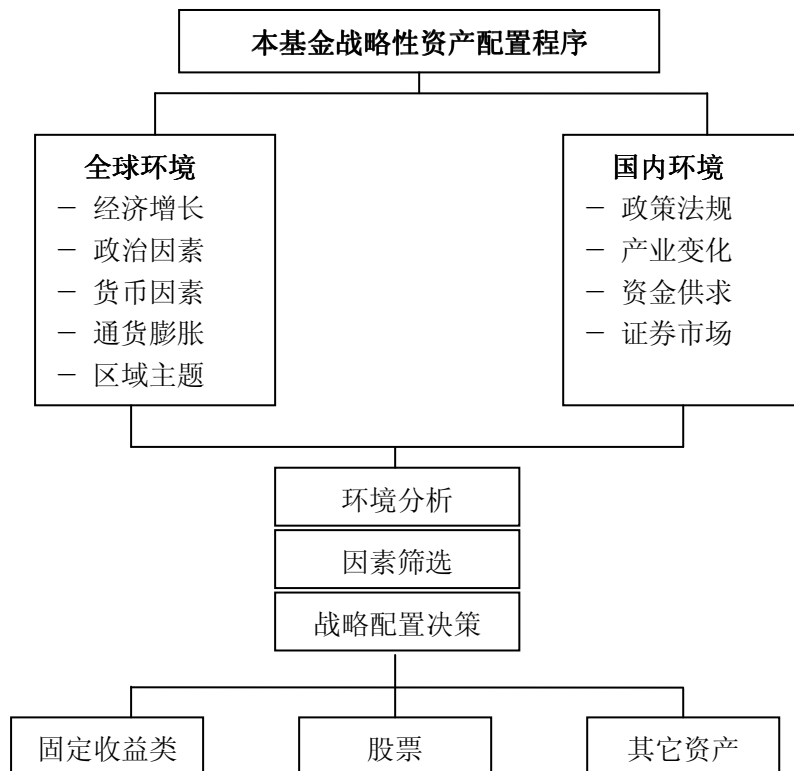 本基金战略性资产配置程序
全球环境
－ 经济增长
－ 政治因素
－ 货币因素
－ 通货膨胀
－ 区域主题
国内环境
－ 政策法规
－ 产业变化
－ 资金供求
－ 证券市场
环境分析
因素筛选
战略配置决策
固定收益类
股票
其它资产